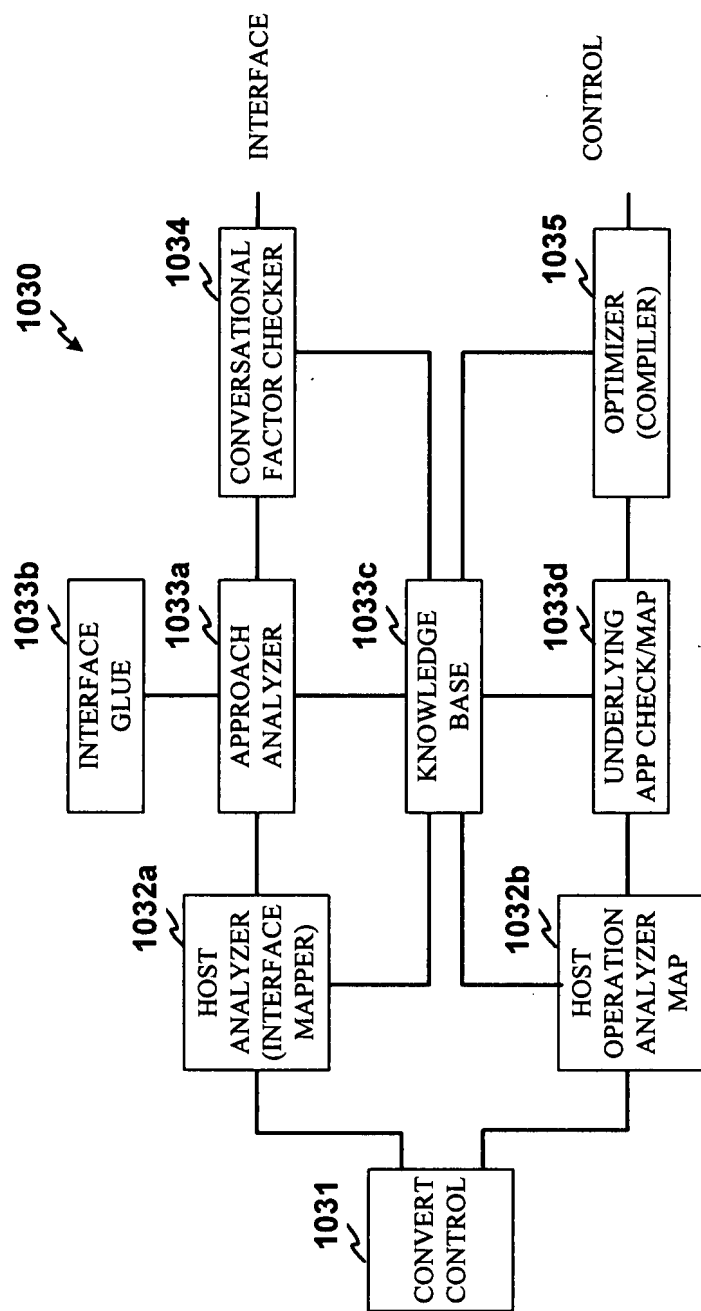 1030
1033b
INTERFACE
GLUE
1032a
HOST
ANALYZER
(INTERFACE
MAPPER)
1033a
APPROACH
ANALYZER
1034
CONVERSATIONAL
FACTOR CHECKER
INTERFACE
1031
CONVERT
CONTROL
1033c
KNOWLEDGE
BASE
1032b
HOST
OPERATION
ANALYZER
MAP
1033d
UNDERLYING
APP CHECK/MAP
1035
OPTIMIZER
(COMPILER)
CONTROL